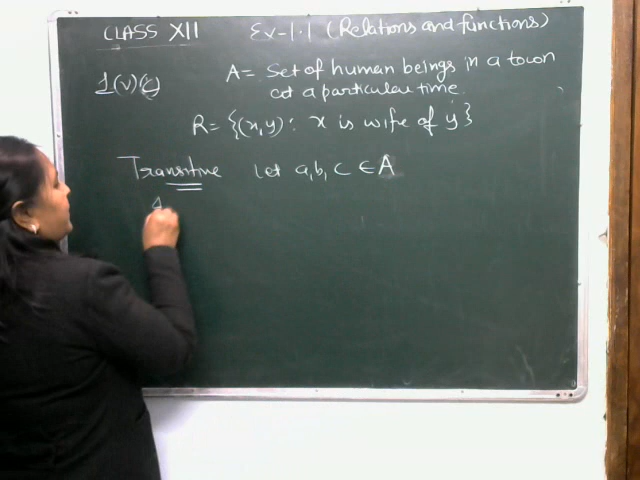 CLASS XII Ex-1.1 (Relations and functions)
1(v)(c) A = Set of human beings in a town
at a particular time.
R = {(x,y) : x is wife of y}
Transitive Let a, b, c ∈ A